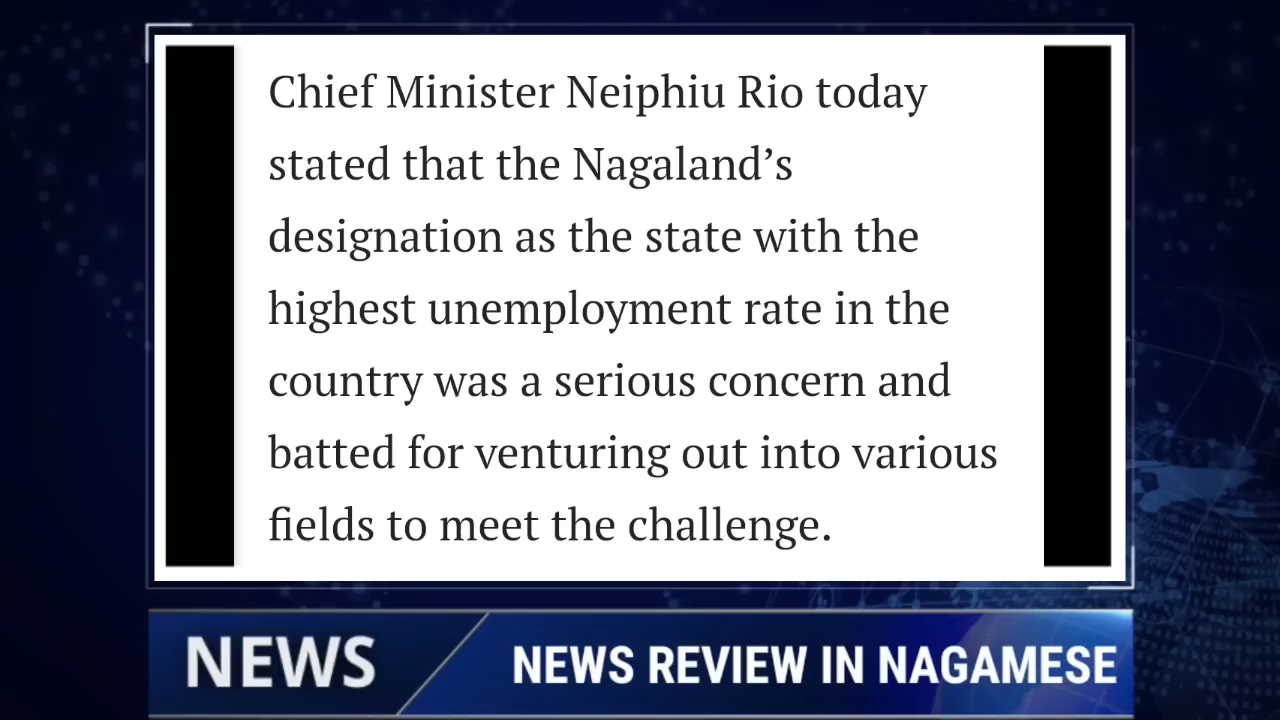 Chief Minister Neiphiu Rio today
stated that the Nagaland’s
designation as the state with the
highest unemployment rate in the
country was a serious concern and
batted for venturing out into various
fields to meet the challenge.
NEWS
NEWS REVIEW IN NAGAMESE